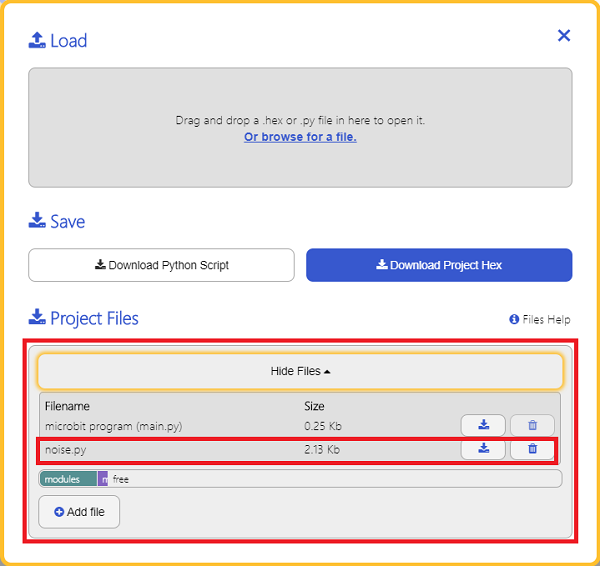 Load
Drag and drop a .hex or .py file in here to open it.
Or browse for a file.
Save
Download Python Script
Download Project Hex
Project Files
Files Help
Hide Files
Filename Size
microbit program (main.py) 0.25 Kb
noise.py 2.13 Kb
modules m free
Add file